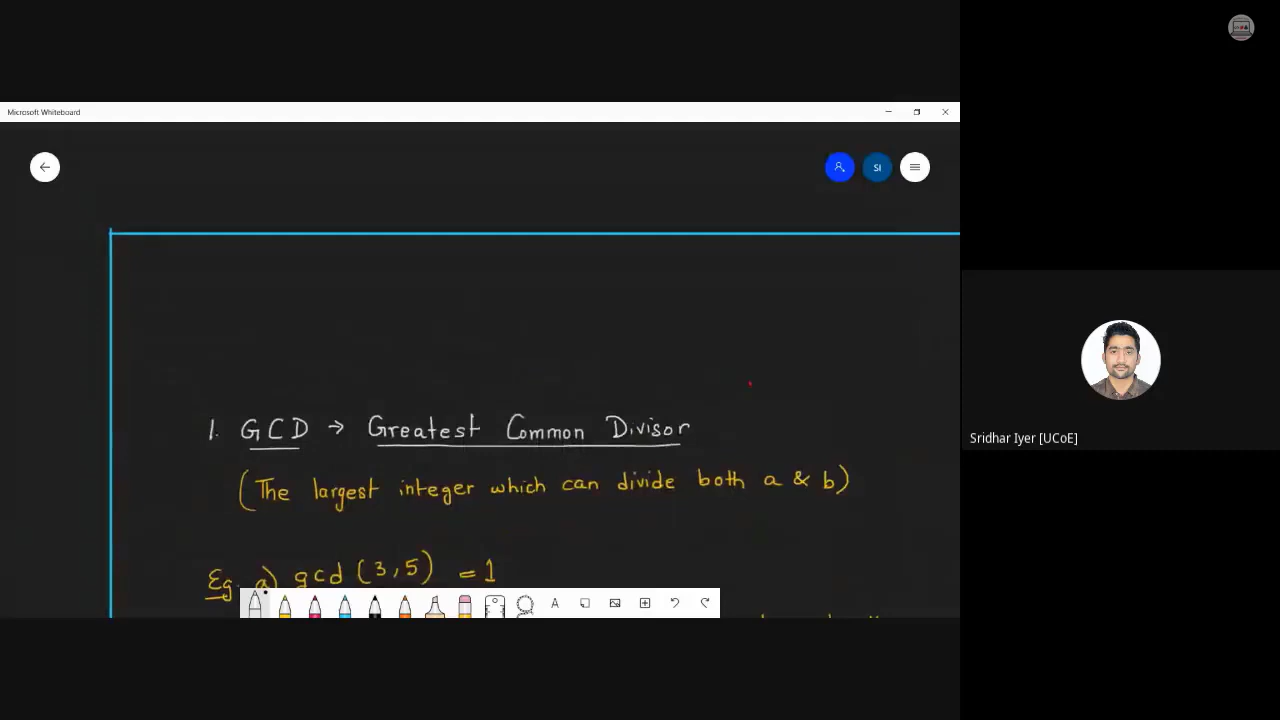 Microsoft Whiteboard
SI
1. GCD → Greatest Common Divisor
(The largest integer which can divide both a & b)
Eg. a) gcd (3,5) = 1
A
Sridhar Iyer [UCoE]